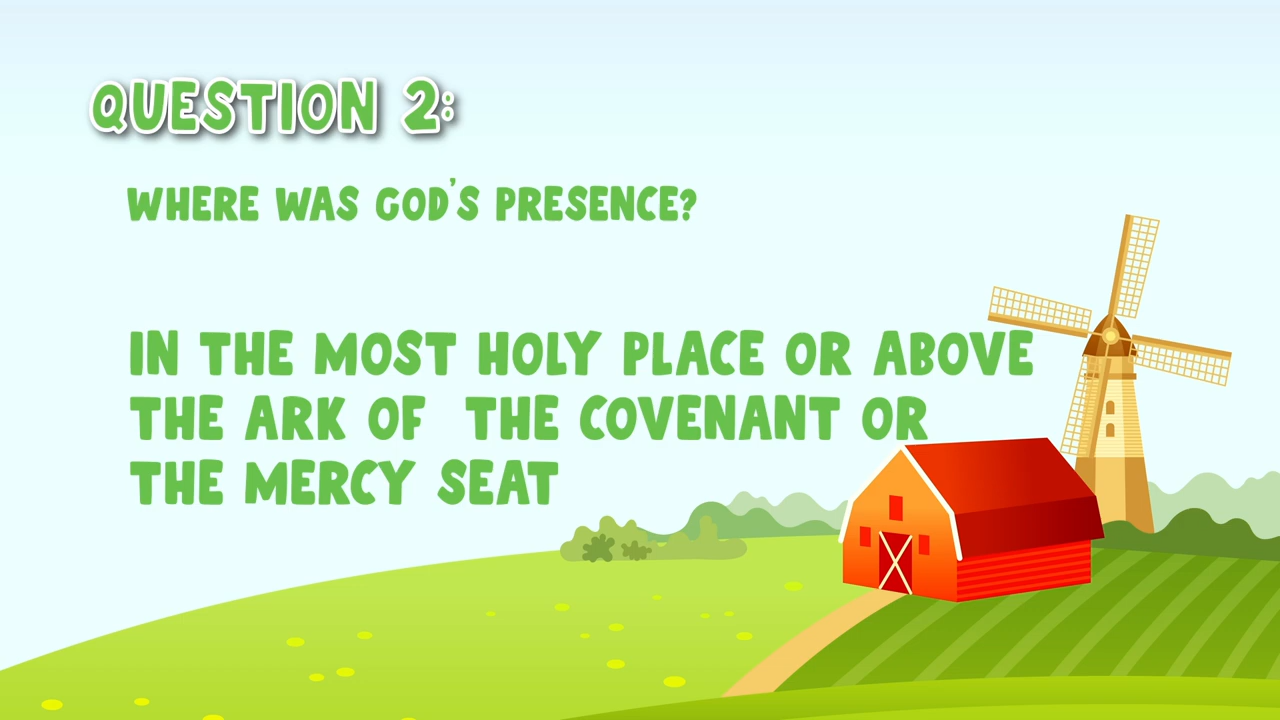 QUESTION 2:
WHERE WAS GOD'S PRESENCE?
IN THE MOST HOLY PLACE OR ABOVE
THE ARK OF THE COVENANT OR
THE MERCY SEAT